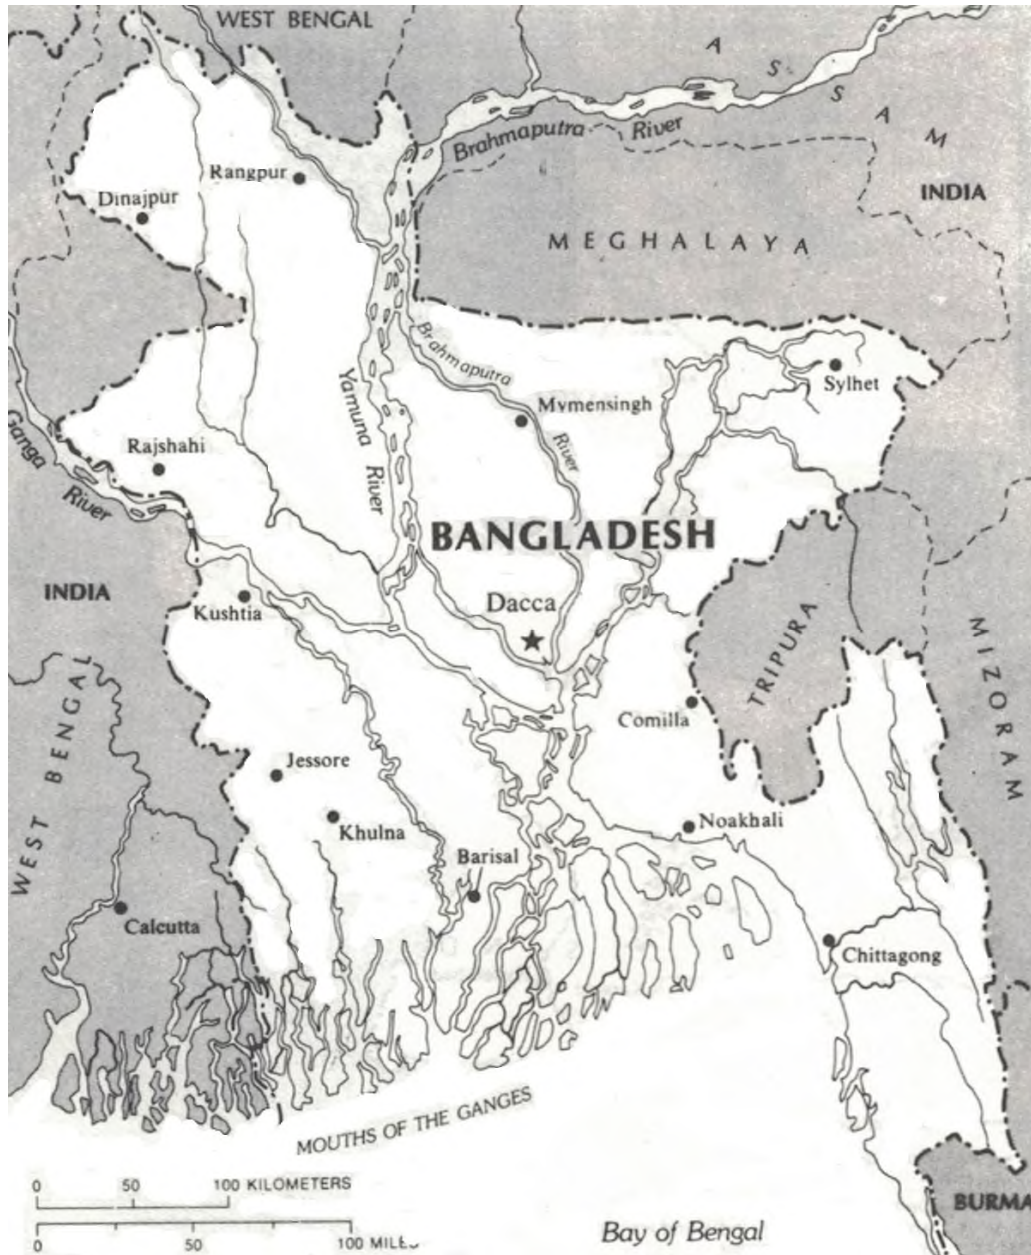 WEST BENGAL
ASSAM
Brahmaputra River
INDIA
Rangpur
Dinajpur
MEGHALAYA
Brahmaputra
River
Yamuna
River
Mvmensingh
Sylhet
Ganga
River
Rajshahi
BANGLADESH
INDIA
Kushtia
Dacca
TRIPURA
MIZORAM
WEST BENGAL
Comilla
Jessore
Khulna
Noakhali
Barisal
Calcutta
Chittagong
MOUTHS OF THE GANGES
0 50 100 KILOMETERS
0 50 100 MILES
BURMA
Bay of Bengal